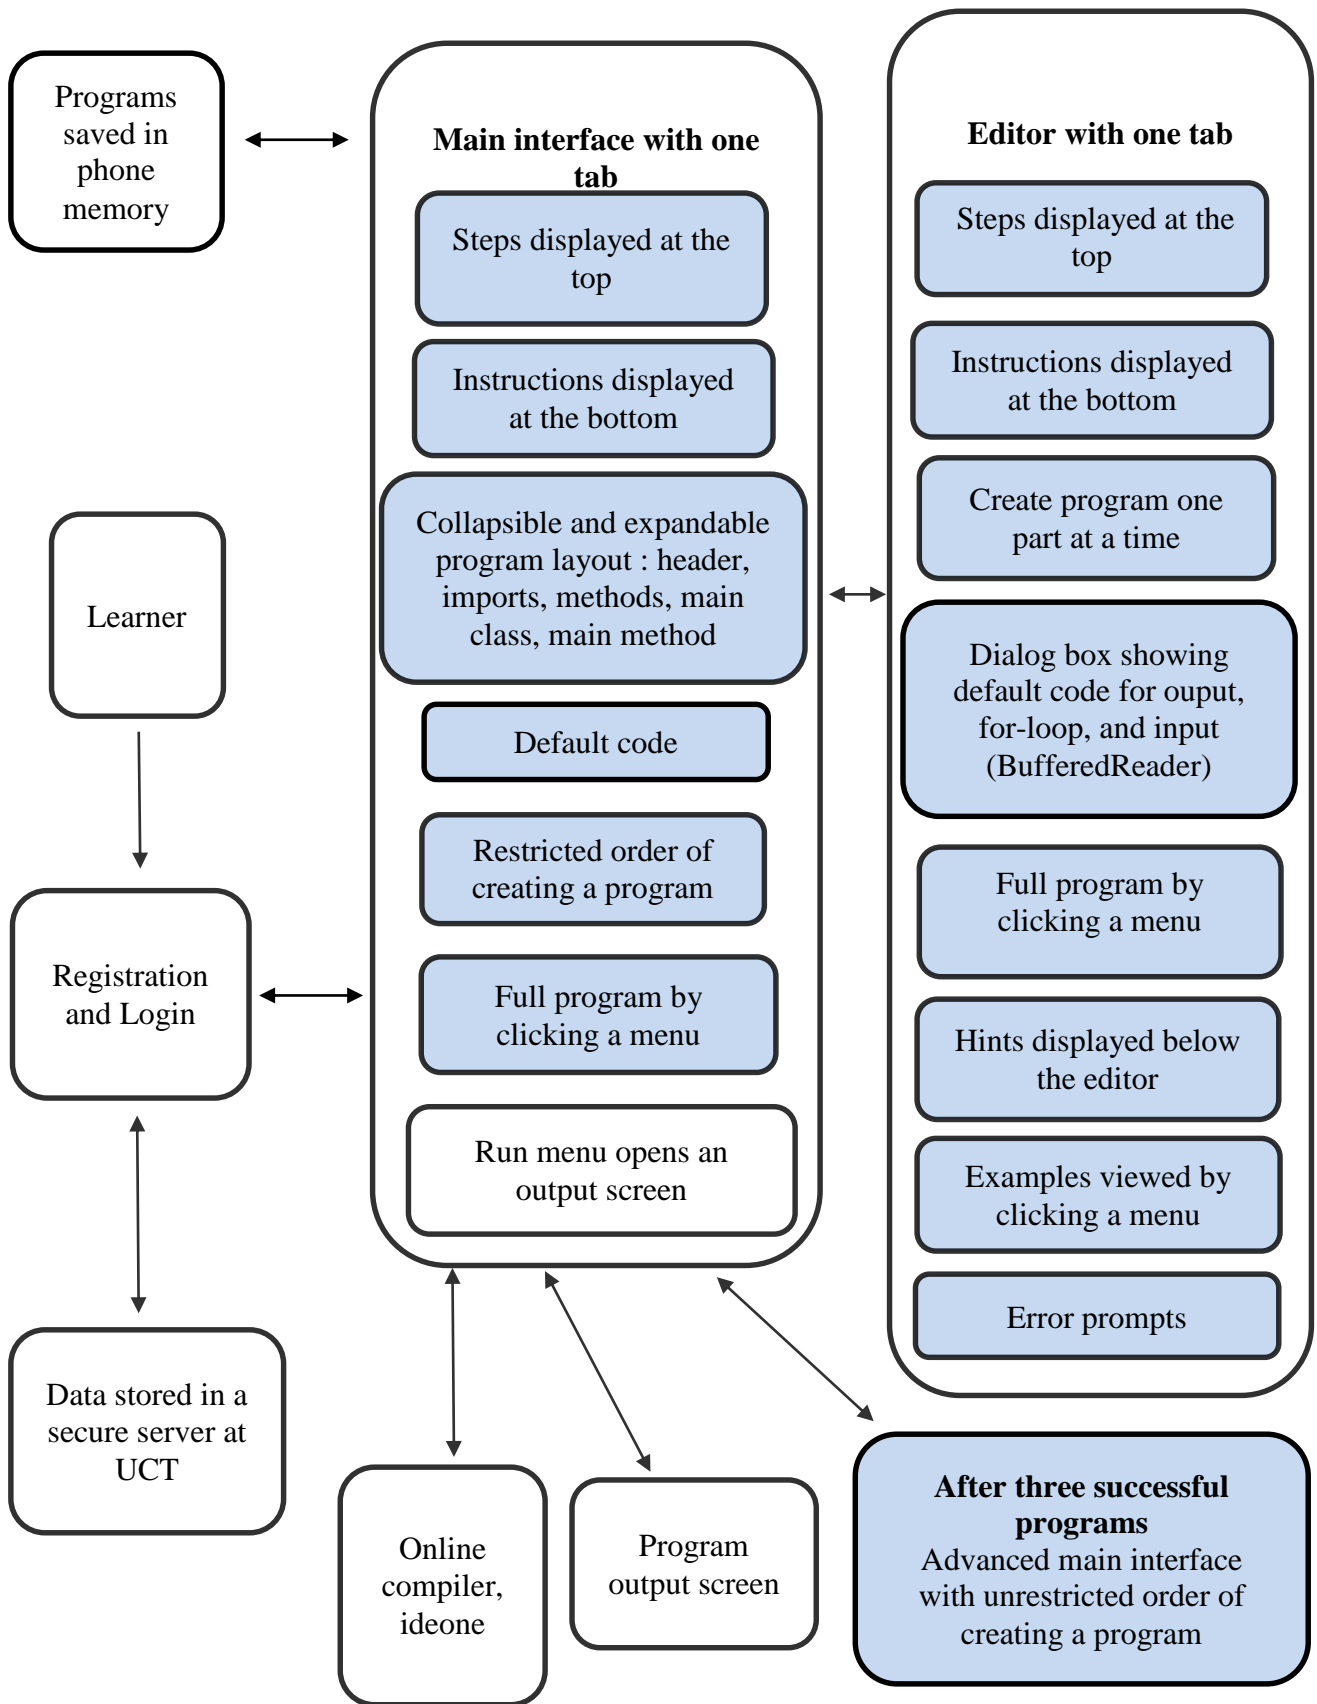 Programs
saved in
phone
memory
Learner
Registration
and Login
Data stored in a
secure server at
UCT
Main interface with one
tab
Steps displayed at the
top
Instructions displayed
at the bottom
Collapsible and expandable
program layout : header,
imports, methods, main
class, main method
Default code
Restricted order of
creating a program
Full program by
clicking a menu
Run menu opens an
output screen
Editor with one tab
Steps displayed at the
top
Instructions displayed
at the bottom
Create program one
part at a time
Dialog box showing
default code for ouput,
for-loop, and input
(BufferedReader)
Full program by
clicking a menu
Hints displayed below
the editor
Examples viewed by
clicking a menu
Error prompts
Online
compiler,
ideone
Program
output screen
After three successful
programs
Advanced main interface
with unrestricted order of
creating a program